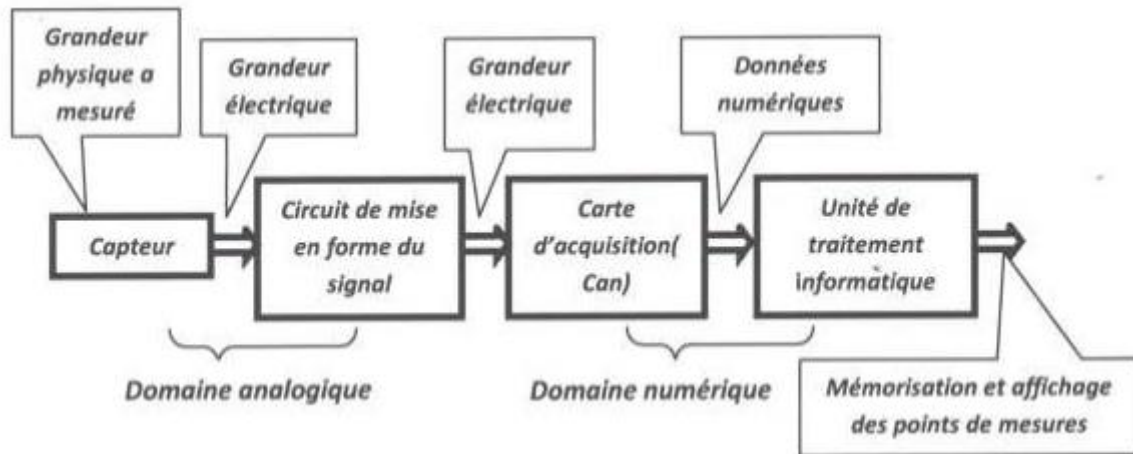 Grandeur
physique a
mesuré
Grandeur
électrique
Grandeur
électrique
Données
numériques
Capteur
Circuit de mise
en forme du
signal
Carte
d'acquisition(
Can)
Unité de
traitement
informatique
Domaine analogique
Domaine numérique
Mémorisation et affichage
des points de mesures